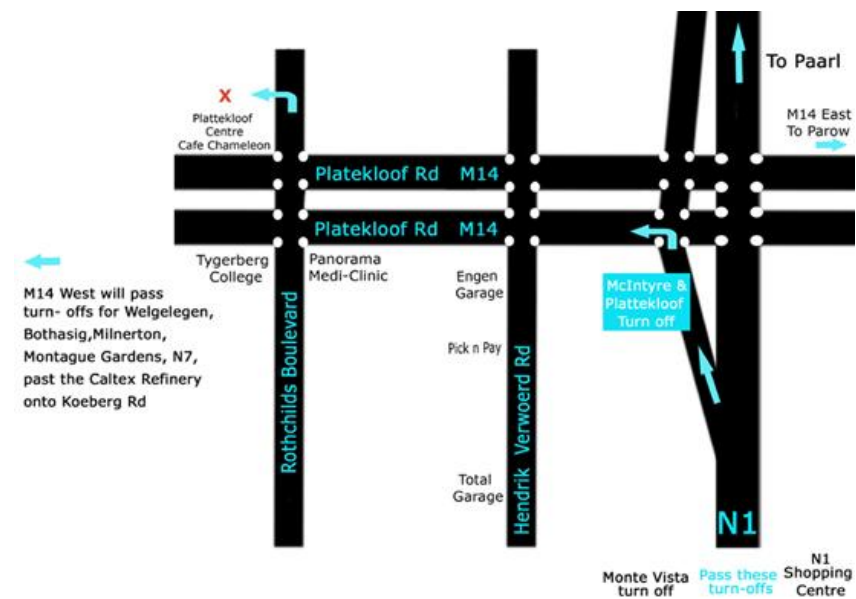 To Paarl
X
Plattekloof
Centre
Cafe Chameleon
M14 East
To Parow
Platekloof Rd M14
Platekloof Rd M14
Tygerberg
College
Panorama
Medi-Clinic
Engen
Garage
McIntyre &
Plattekloof
Turn off
M14 West will pass
turn- offs for Welgelegen,
Bothasig,Milnerton,
Montague Gardens, N7,
past the Caltex Refinery
onto Koeberg Rd
Rothchilds Boulevard
Pick n Pay
Hendrik Verwoerd Rd
Total
Garage
N1
Monte Vista
turn off
Pass these
turn-offs
N1
Shopping
Centre